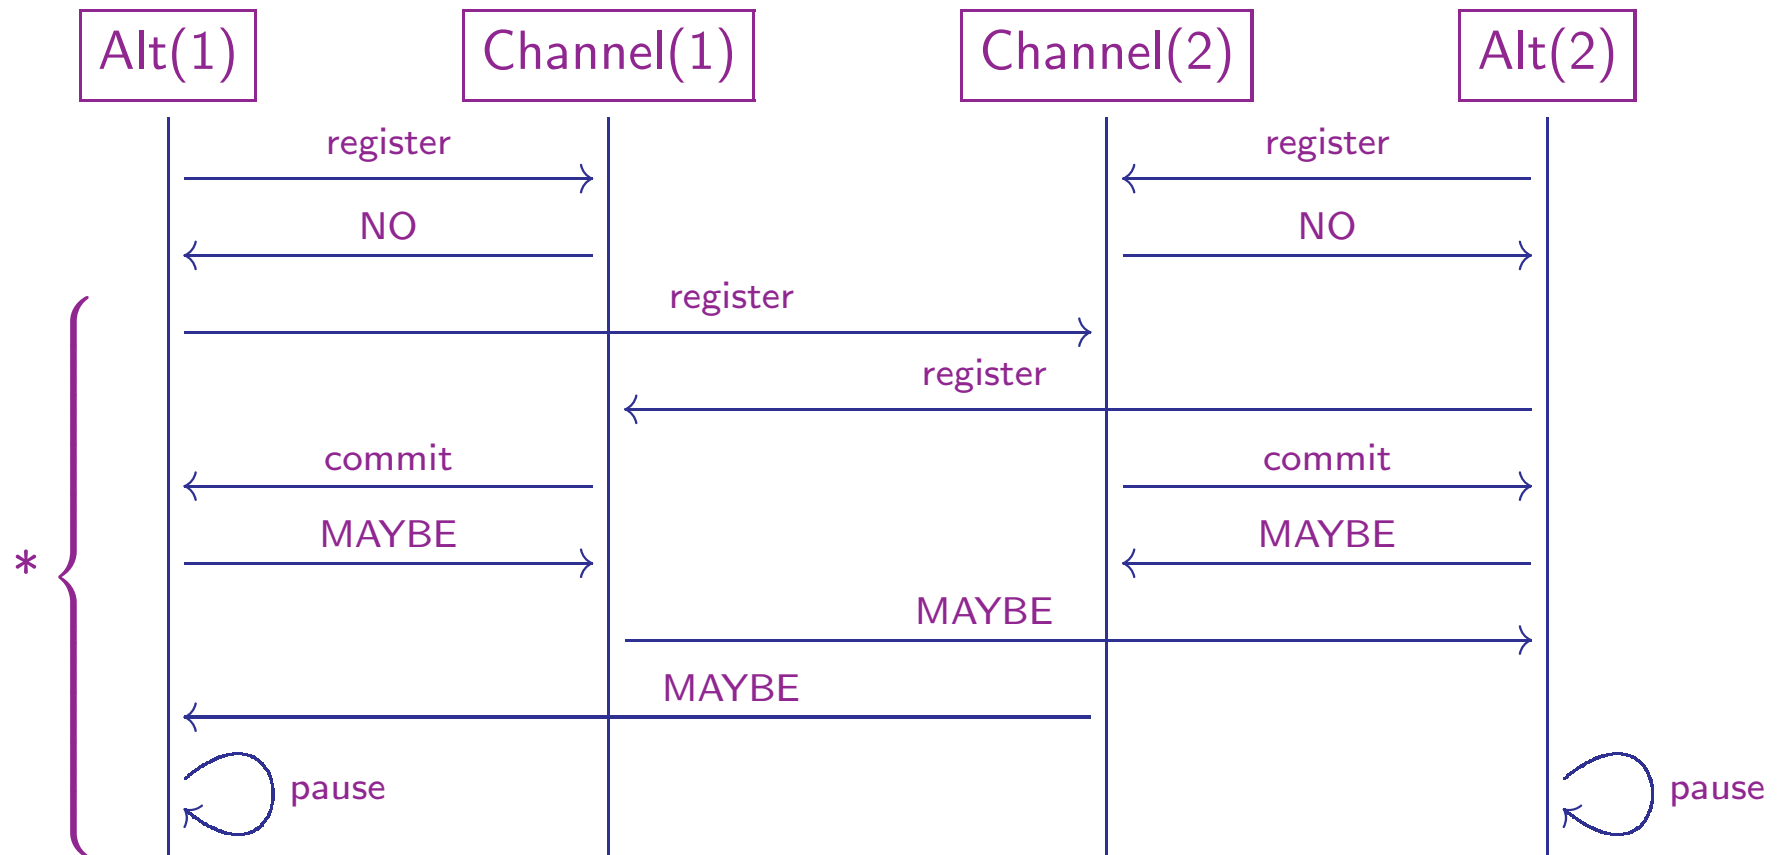 Alt(1) Channel(1) Channel(2) Alt(2)
register register
NO NO
register
register
commit commit
MAYBE MAYBE
*
MAYBE
MAYBE
pause pause